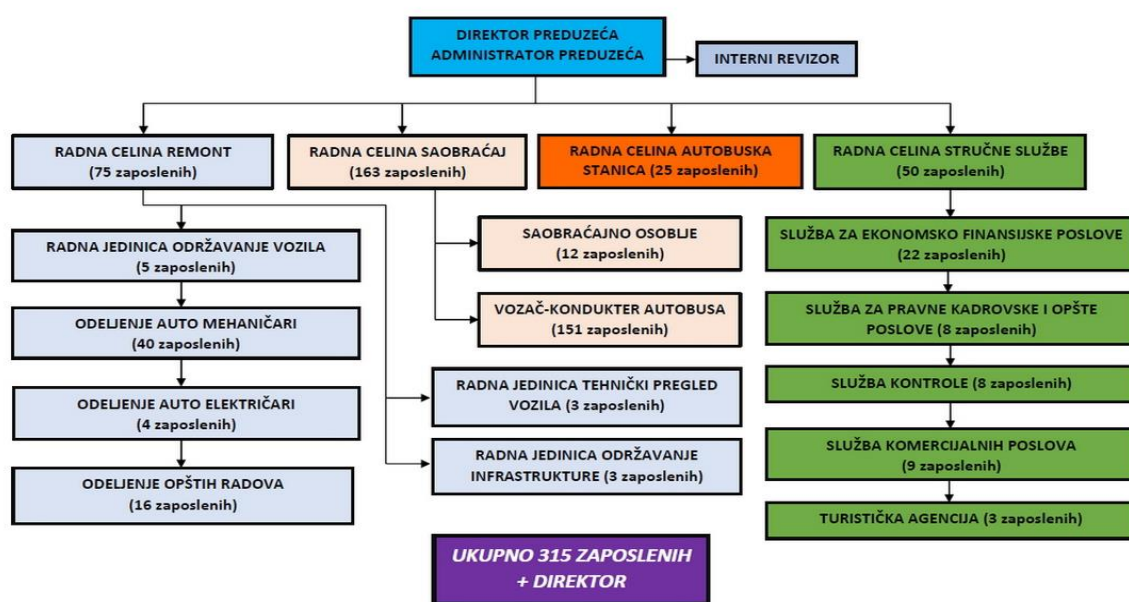 DIREKTOR PREDUZEĆA
ADMINISTRATOR PREDUZEĆA
INTERNI REVIZOR
RADNA CELINA REMONT
(75 zaposlenih)
RADNA CELINA SAOBRAĆAJ
(163 zaposlenih)
RADNA CELINA AUTOBUSKA
STANICA (25 zaposlenih)
RADNA CELINA STRUČNE SLUŽBE
(50 zaposlenih)
RADNA JEDINICA ODRŽAVANJE VOZILA
(5 zaposlenih)
ODELJENJE AUTO MEHANIČARI
(40 zaposlenih)
ODELJENJE AUTO ELEKTRIČARI
(4 zaposlenih)
ODELJENJE OPŠTIH RADOVA
(16 zaposlenih)
SAOBRAĆAJNO OSOBLJE
(12 zaposlenih)
VOZAČ-KONDUKTER AUTOBUSA
(151 zaposlenih)
RADNA JEDINICA TEHNIČKI PREGLED
VOZILA (3 zaposlenih)
RADNA JEDINICA ODRŽAVANJE
INFRASTRUKTURE (3 zaposlenih)
SLUŽBA ZA EKONOMSKO FINANSIJSKE POSLOVE
(22 zaposlenih)
SLUŽBA ZA PRAVNE KADROVSKE I OPŠTE
POSLOVE (8 zaposlenih)
SLUŽBA KONTROLE (8 zaposlenih)
SLUŽBA KOMERCIJALNIH POSLOVA
(9 zaposlenih)
TURISTIČKA AGENCIJA (3 zaposlenih)
UKUPNO 315 ZAPOSLENIH
+ DIREKTOR